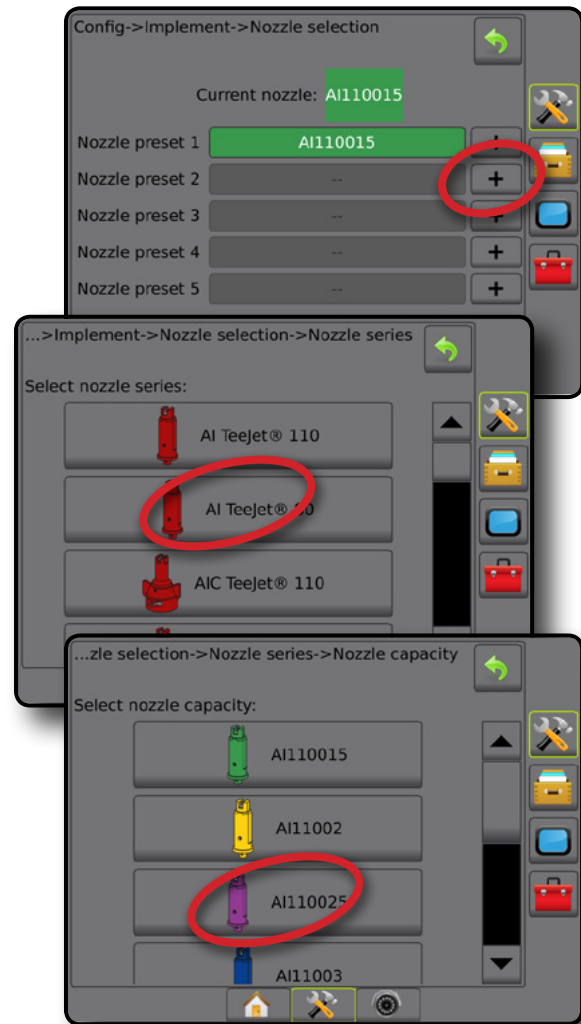 Config->Implement->Nozzle selection
Current nozzle: AI110015
Nozzle preset 1 AI110015 +
Nozzle preset 2 -- +
Nozzle preset 3 -- +
Nozzle preset 4 -- +
Nozzle preset 5 -- +
...>Implement->Nozzle selection->Nozzle series
Select nozzle series:
AI TeeJet® 110
AI TeeJet® 80
AIC TeeJet® 110
...zle selection->Nozzle series->Nozzle capacity
Select nozzle capacity:
AI110015
AI11002
AI110025
AI11003